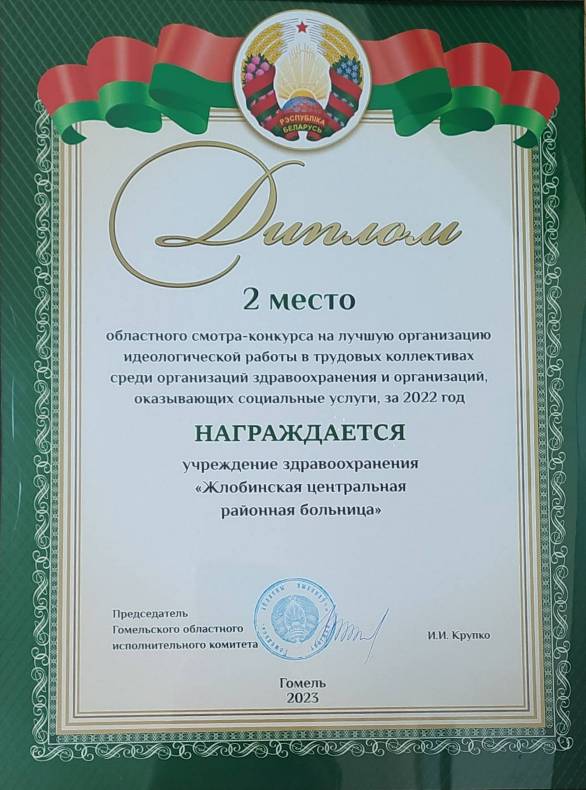 РЭСПУБЛІКА
БЕЛАРУСЬ
Диплом
2 место
областного смотра-конкурса на лучшую организацию
идеологической работы в трудовых коллективах
среди организаций здравоохранения и организаций,
оказывающих социальные услуги, за 2022 год
НАГРАЖДАЕТСЯ
учреждение здравоохранения
«Жлобинская центральная
районная больница»
Председатель
Гомельского областного
исполнительного комитета
И.И. Крупко
Гомель
2023